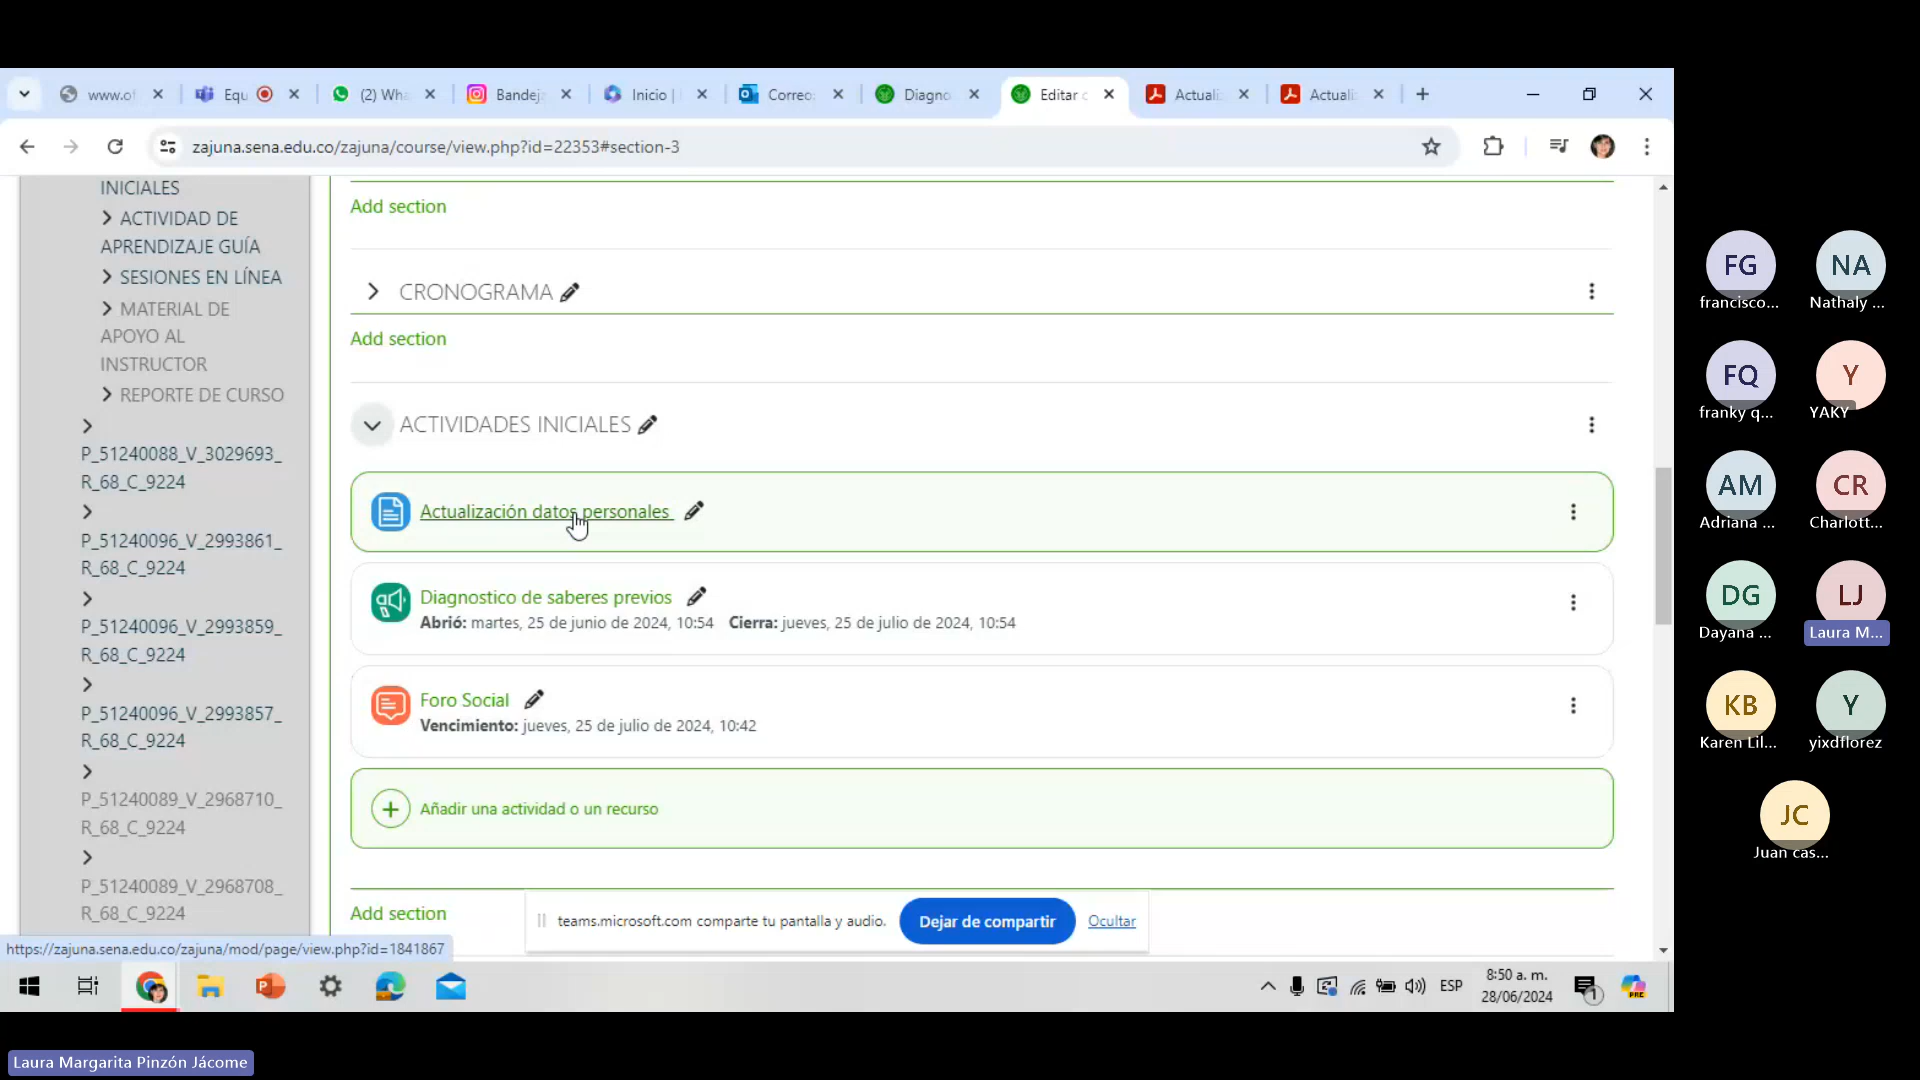 www.of
Equ
(2) Wha
Bandej
Inicio |
Correo:
Diagno
Editar c
Actuali
Actuali
zajuna.sena.edu.co/zajuna/course/view.php?id=22353#section-3
INICIALES
ACTIVIDAD DE
APRENDIZAJE GUÍA
SESIONES EN LÍNEA
MATERIAL DE
APOYO AL
INSTRUCTOR
REPORTE DE CURSO
P_51240088_V_3029693_
R_68_C_9224
P_51240096_V_2993861_
R_68_C_9224
P_51240096_V_2993859_
R_68_C_9224
P_51240096_V_2993857_
R_68_C_9224
P_51240089_V_2968710_
R_68_C_9224
P_51240089_V_2968708_
R_68_C_9224
Add section
CRONOGRAMA
Add section
ACTIVIDADES INICIALES
Actualización datos personales
Diagnostico de saberes previos
Abrió: martes, 25 de junio de 2024, 10:54 Cierra: jueves, 25 de julio de 2024, 10:54
Foro Social
Vencimiento: jueves, 25 de julio de 2024, 10:42
Añadir una actividad o un recurso
Add section
teams.microsoft.com comparte tu pantalla y audio.
Dejar de compartir
Ocultar
https://zajuna.sena.edu.co/zajuna/mod/page/view.php?id=1841867
ESP
8:50 a. m.
28/06/2024
1
PRE
FG
francisco...
NA
Nathaly ...
FQ
franky q...
Y
YAKY
AM
Adriana ...
CR
Charlott...
DG
Dayana ...
LJ
Laura M...
KB
Karen Lil...
Y
yixdflorez
JC
Juan cas...
Laura Margarita Pinzón Jácome